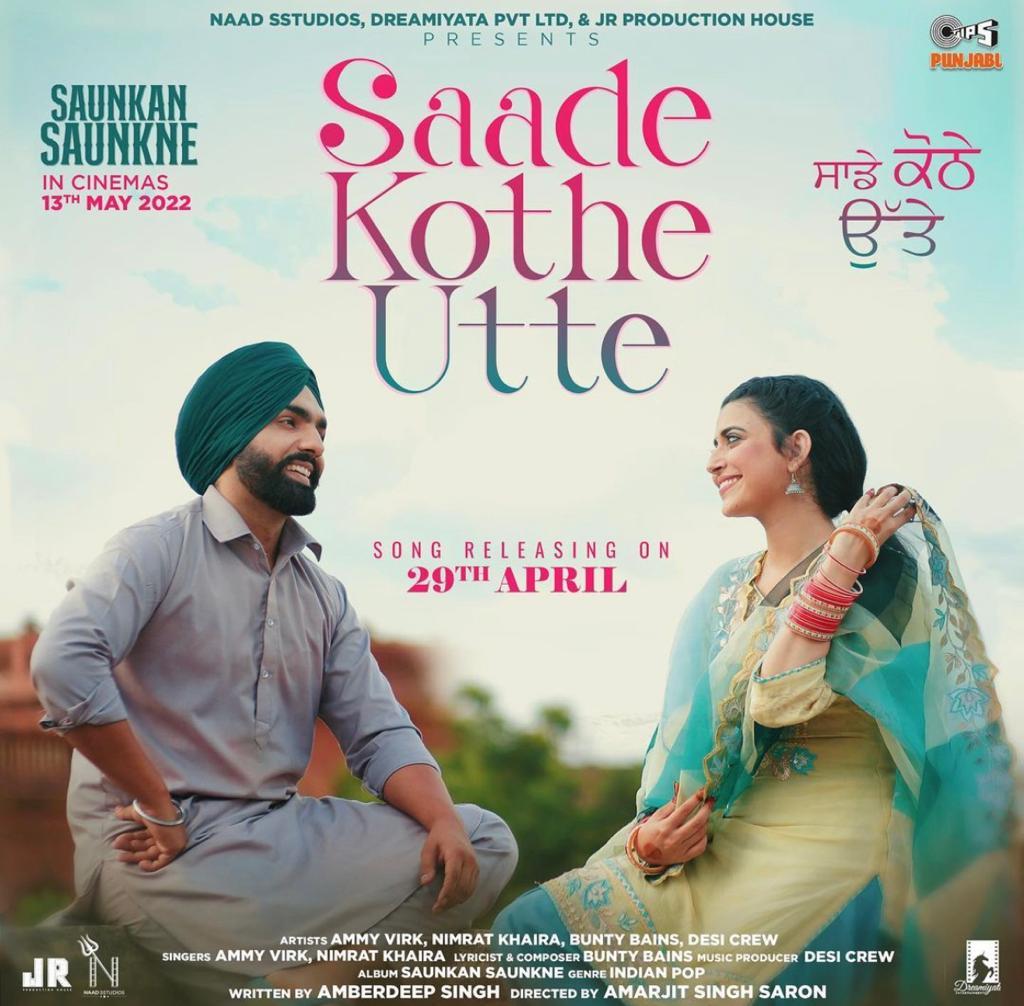 NAAD SSTUDIOS, DREAMIYATA PVT LTD, & JR PRODUCTION HOUSE
PRESENTS
TIPS
PUNJABI
SAUNKAN
SAUNKNE
IN CINEMAS
13TH MAY 2022
Saade
Kothe
Utte
ਸਾਡੇ ਕੋਠੇ
ਉੱਤੇ
SONG RELEASING ON
29TH APRIL
ARTISTS AMMY VIRK, NIMRAT KHAIRA, BUNTY BAINS, DESI CREW
SINGERS AMMY VIRK, NIMRAT KHAIRA LYRICIST & COMPOSER BUNTY BAINS MUSIC PRODUCER DESI CREW
ALBUM SAUNKAN SAUNKNE GENRE INDIAN POP
WRITTEN BY AMBERDEEP SINGH DIRECTED BY AMARJIT SINGH SARON
JR
PRODUCTION HOUSE
N
NAAD SSTUDIOS
Dreamiyata